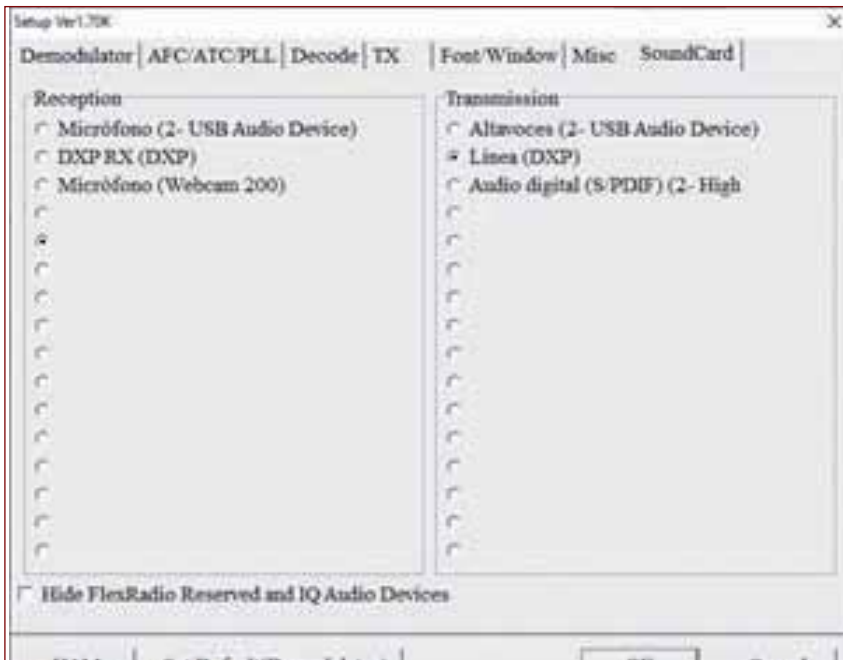 Setup Ver1.70K
Demodulator AFC/ATC/PLL Decode TX Font/Window Misc SoundCard
Reception
Micrófono (2- USB Audio Device)
DXP RX (DXP)
Micrófono (Webcam 200)
Transmission
Altavoces (2- USB Audio Device)
Línea (DXP)
Audio digital (S/PDIF) (2- High
Hide FlexRadio Reserved and IQ Audio Devices